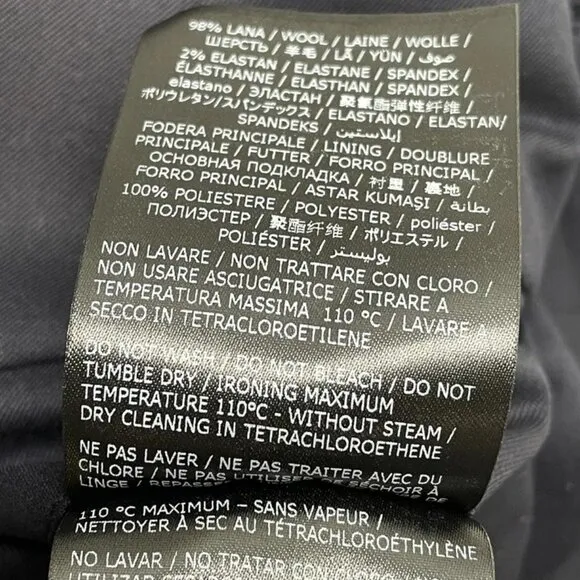 98% LANA / WOOL / LAINE / WOLLE /
ШЕРСТЬ / 羊毛 / LÃ / YÜN / صوف
2% ELASTAN / ELASTANE / SPANDEX /
ÉLASTHANNE / ELASTHAN / SPANDEX /
elastano / ЭЛАСТАН / 聚氨酯弹性纤维 /
ポリウレタン/スパンデックス / ELASTANO / ELASTAN/
SPANDEKS / إيلاستين
FODERA PRINCIPALE / LINING / DOUBLURE
PRINCIPALE / FUTTER / FORRO PRINCIPAL /
ОСНОВНАЯ ПОДКЛАДКА / 衬里 / 裏地 /
FORRO PRINCIPAL / ASTAR KUMAŞI / بطانة
100% POLIESTERE / POLYESTER / poliéster /
ПОЛИЭСТЕР / 聚酯纤维 / ポリエステル /
POLIÉSTER / بوليستر
NON LAVARE / NON TRATTARE CON CLORO /
NON USARE ASCIUGATRICE / STIRARE A
TEMPERATURA MASSIMA 110 °C / LAVARE A
SECCO IN TETRACLOROETILENE
DO NOT WASH / DO NOT BLEACH / DO NOT
TUMBLE DRY / IRONING MAXIMUM
TEMPERATURE 110°C - WITHOUT STEAM /
DRY CLEANING IN TETRACHLOROETHENE
NE PAS LAVER / NE PAS TRAITER AVEC DU
CHLORE / NE PAS UTILISER DE SÉCHOIR À
LINGE / REPASSE
110 °C MAXIMUM – SANS VAPEUR /
NETTOYER À SEC AU TÉTRACHLOROÉTHYLÈNE
NO LAVAR / NO TRATAR CON CLORO /
UTILIZAR